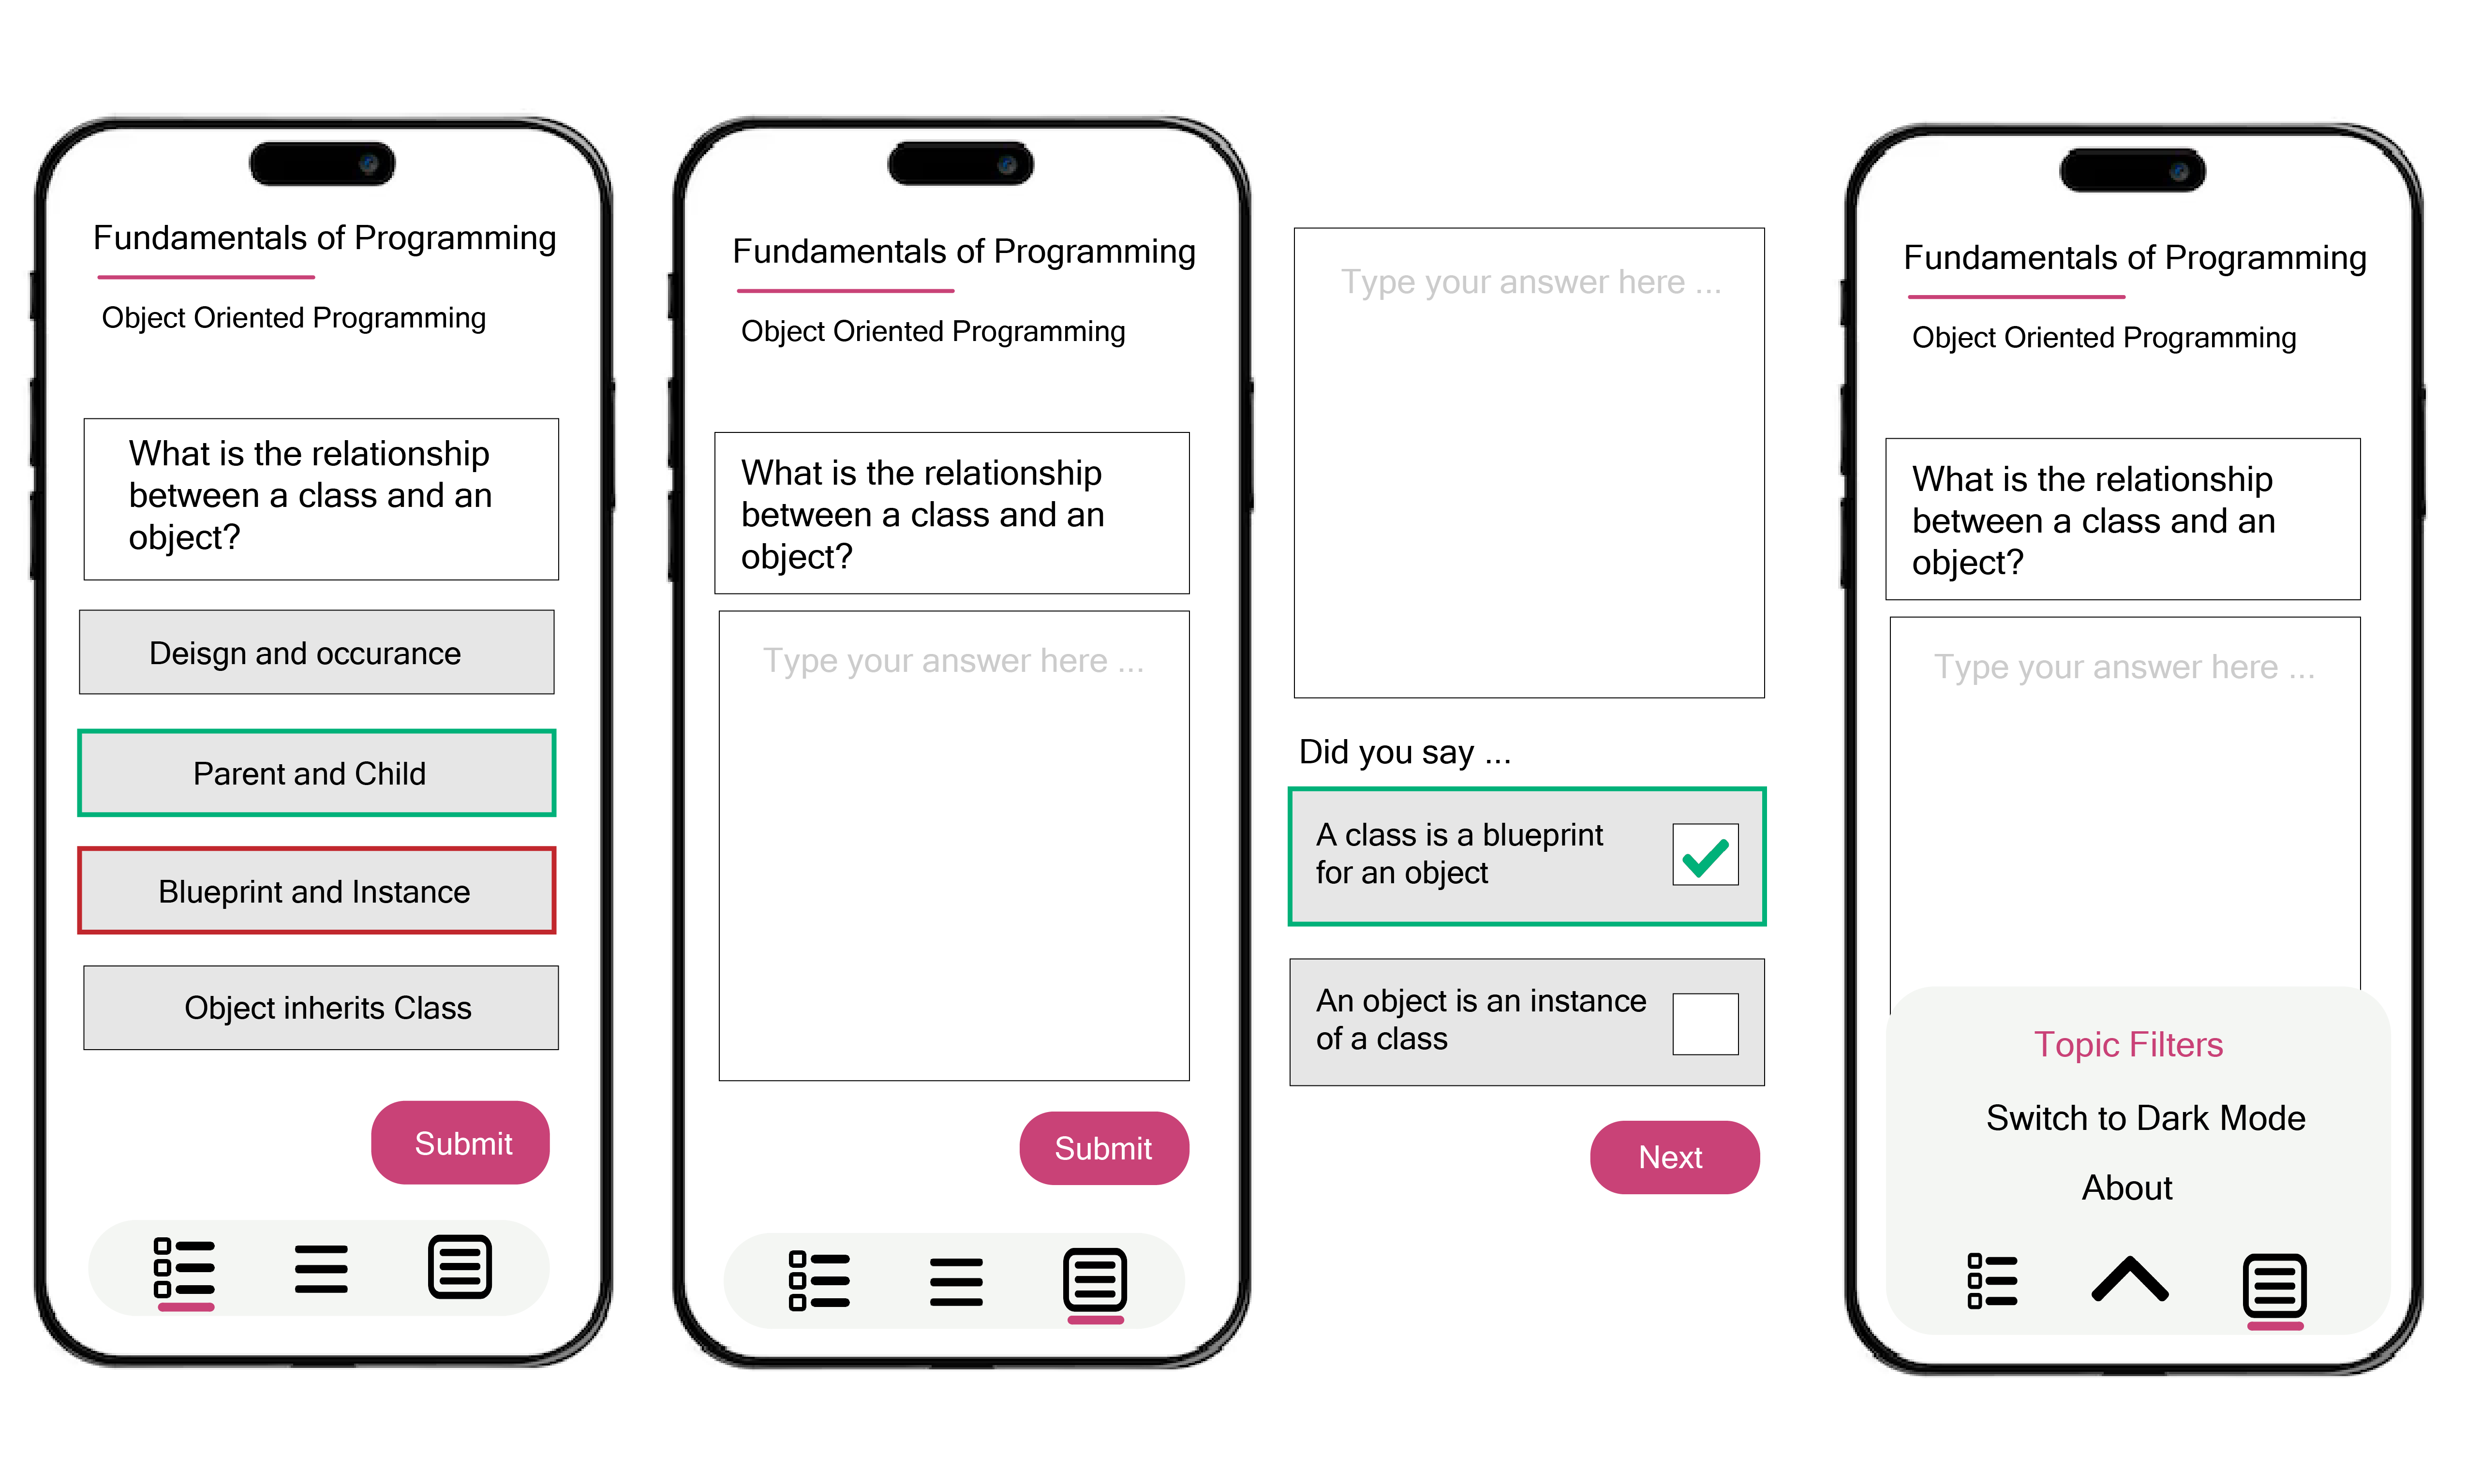 Fundamentals of Programming
Object Oriented Programming
What is the relationship
between a class and an
object?
Deisgn and occurance
Parent and Child
Blueprint and Instance
Object inherits Class
Submit
Fundamentals of Programming
Object Oriented Programming
What is the relationship
between a class and an
object?
Type your answer here ...
Submit
Type your answer here ...
Did you say ...
A class is a blueprint
for an object
An object is an instance
of a class
Next
Fundamentals of Programming
Object Oriented Programming
What is the relationship
between a class and an
object?
Type your answer here ...
Topic Filters
Switch to Dark Mode
About